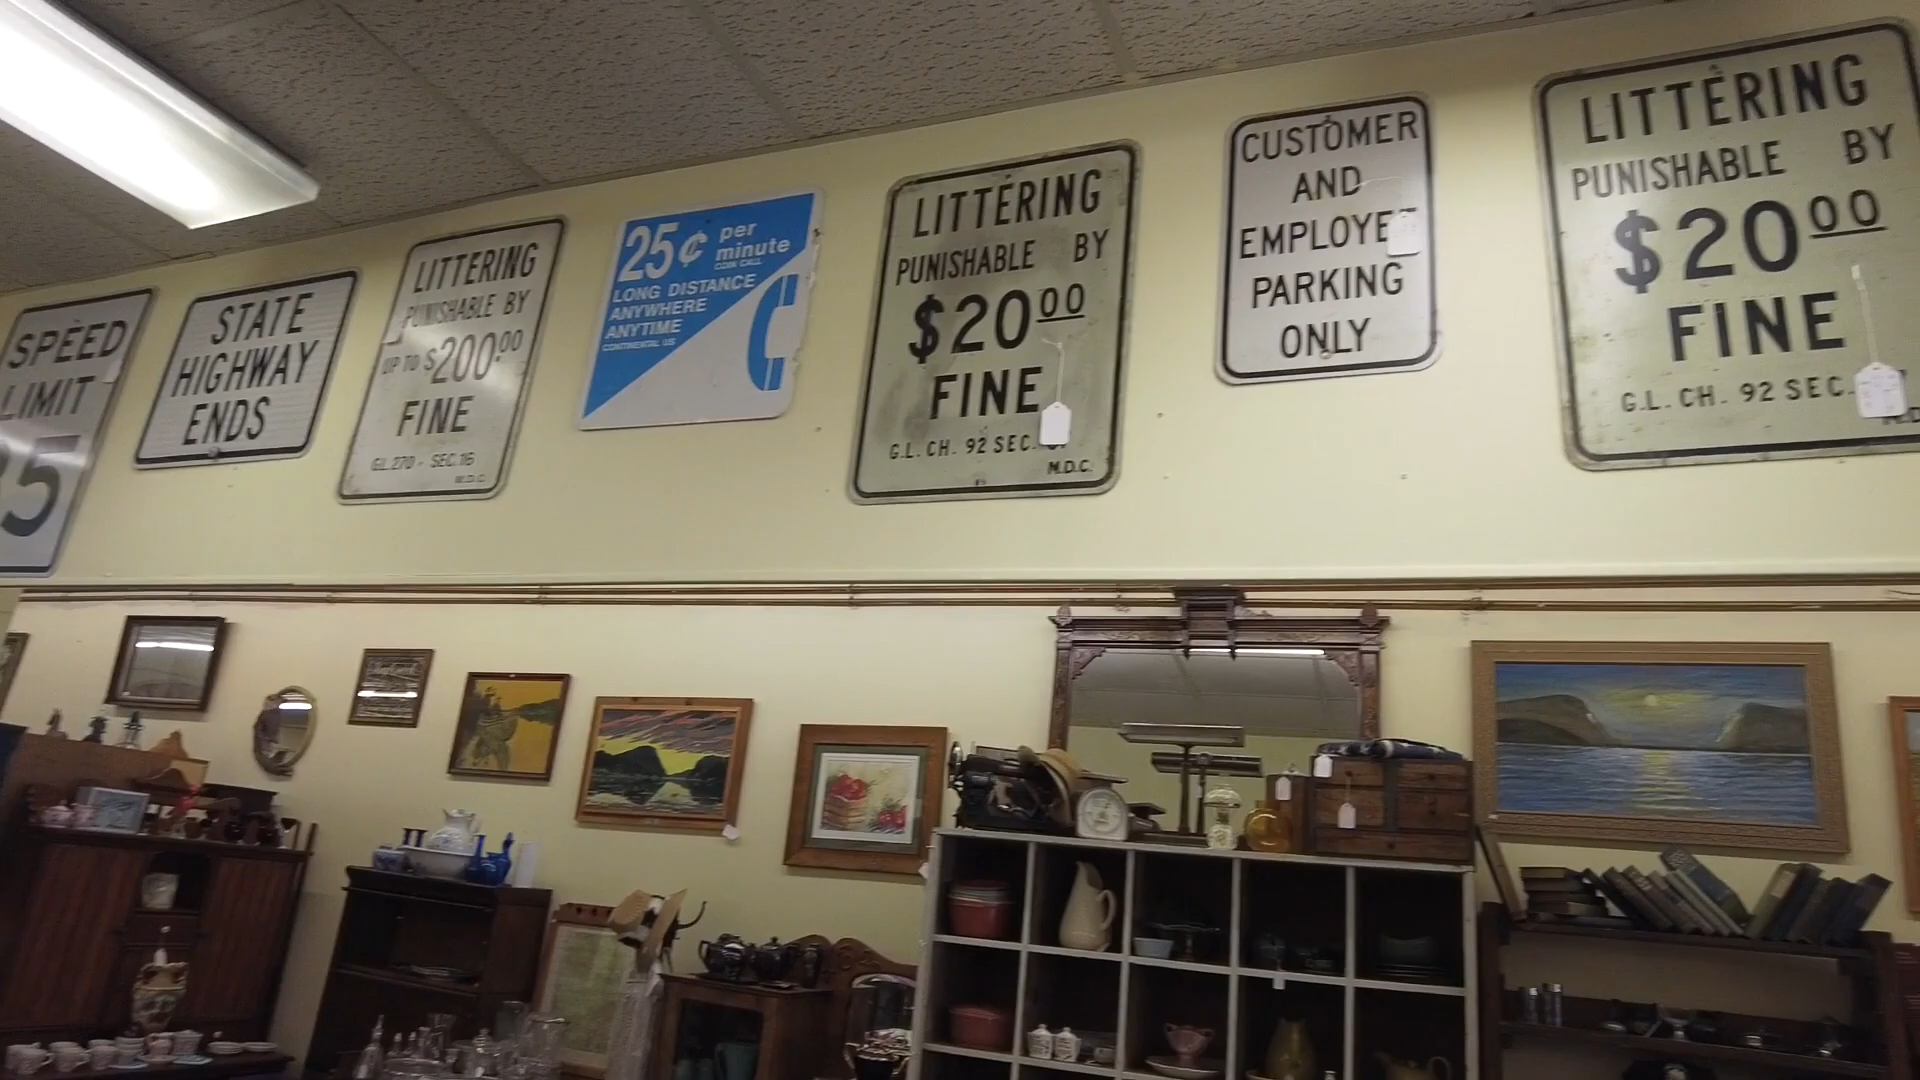 SPEED
LIMIT
5
STATE
HIGHWAY
ENDS
LITTERING
PUNISHABLE BY
UP TO $200.00
FINE
G.L. 270 - SEC. 16
M.D.C.
25¢ per
minute
COIN CALL
LONG DISTANCE
ANYWHERE
ANYTIME
CONTINENTAL US
LITTERING
PUNISHABLE BY
$20 00
FINE
G.L. CH. 92 SEC.
M.D.C.
CUSTOMER
AND
EMPLOYEE
PARKING
ONLY
LITTERING
PUNISHABLE BY
$20 00
FINE
G.L. CH. 92 SEC.